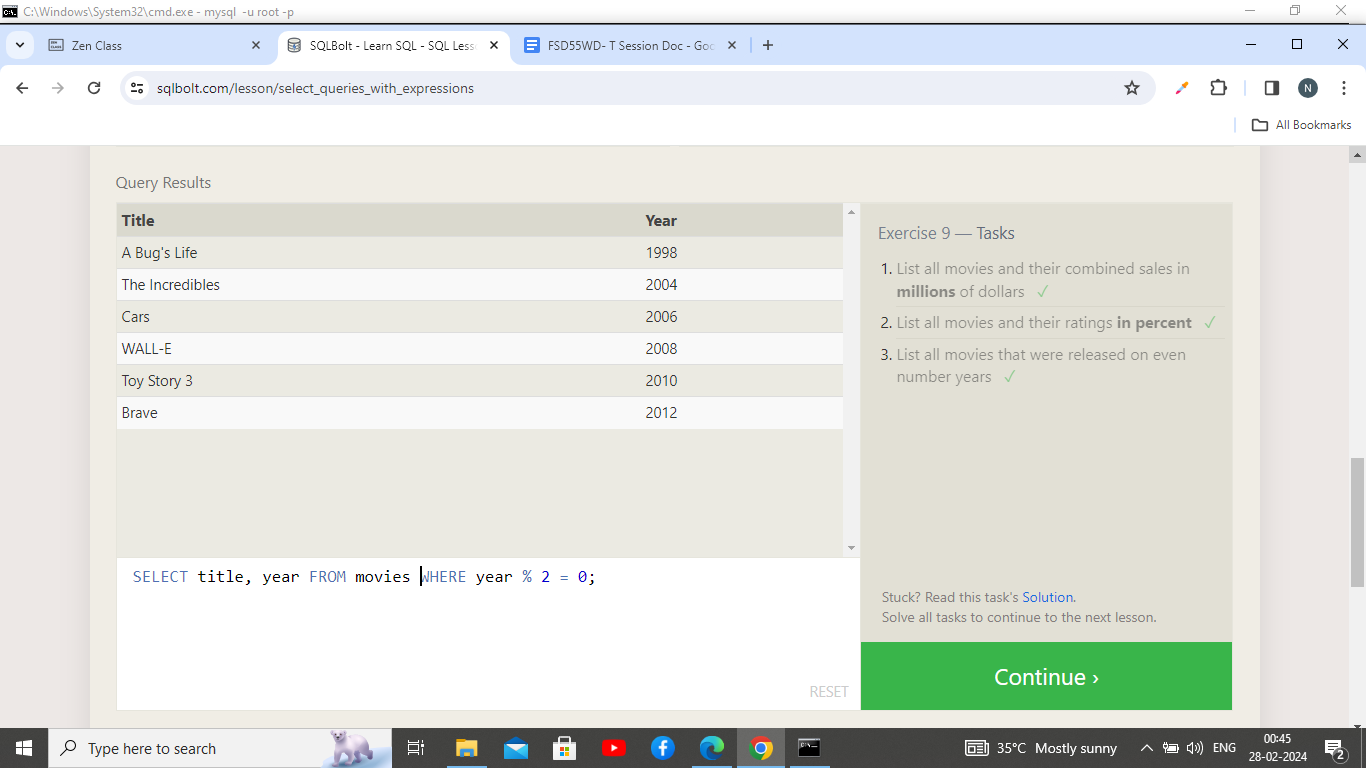 C:\Windows\System32\cmd.exe - mysql -u root -p
Zen Class
SQLBolt - Learn SQL - SQL Less
FSD55WD- T Session Doc - Goo
sqlbolt.com/lesson/select_queries_with_expressions
N
All Bookmarks
Query Results
Title Year
A Bug's Life 1998
The Incredibles 2004
Cars 2006
WALL-E 2008
Toy Story 3 2010
Brave 2012
Exercise 9 — Tasks
1. List all movies and their combined sales in
millions of dollars ✓
2. List all movies and their ratings in percent ✓
3. List all movies that were released on even
number years ✓
SELECT title, year FROM movies WHERE year % 2 = 0;
RESET
Stuck? Read this task's Solution.
Solve all tasks to continue to the next lesson.
Continue ›
Type here to search
35°C Mostly sunny
ENG
00:45
28-02-2024
2